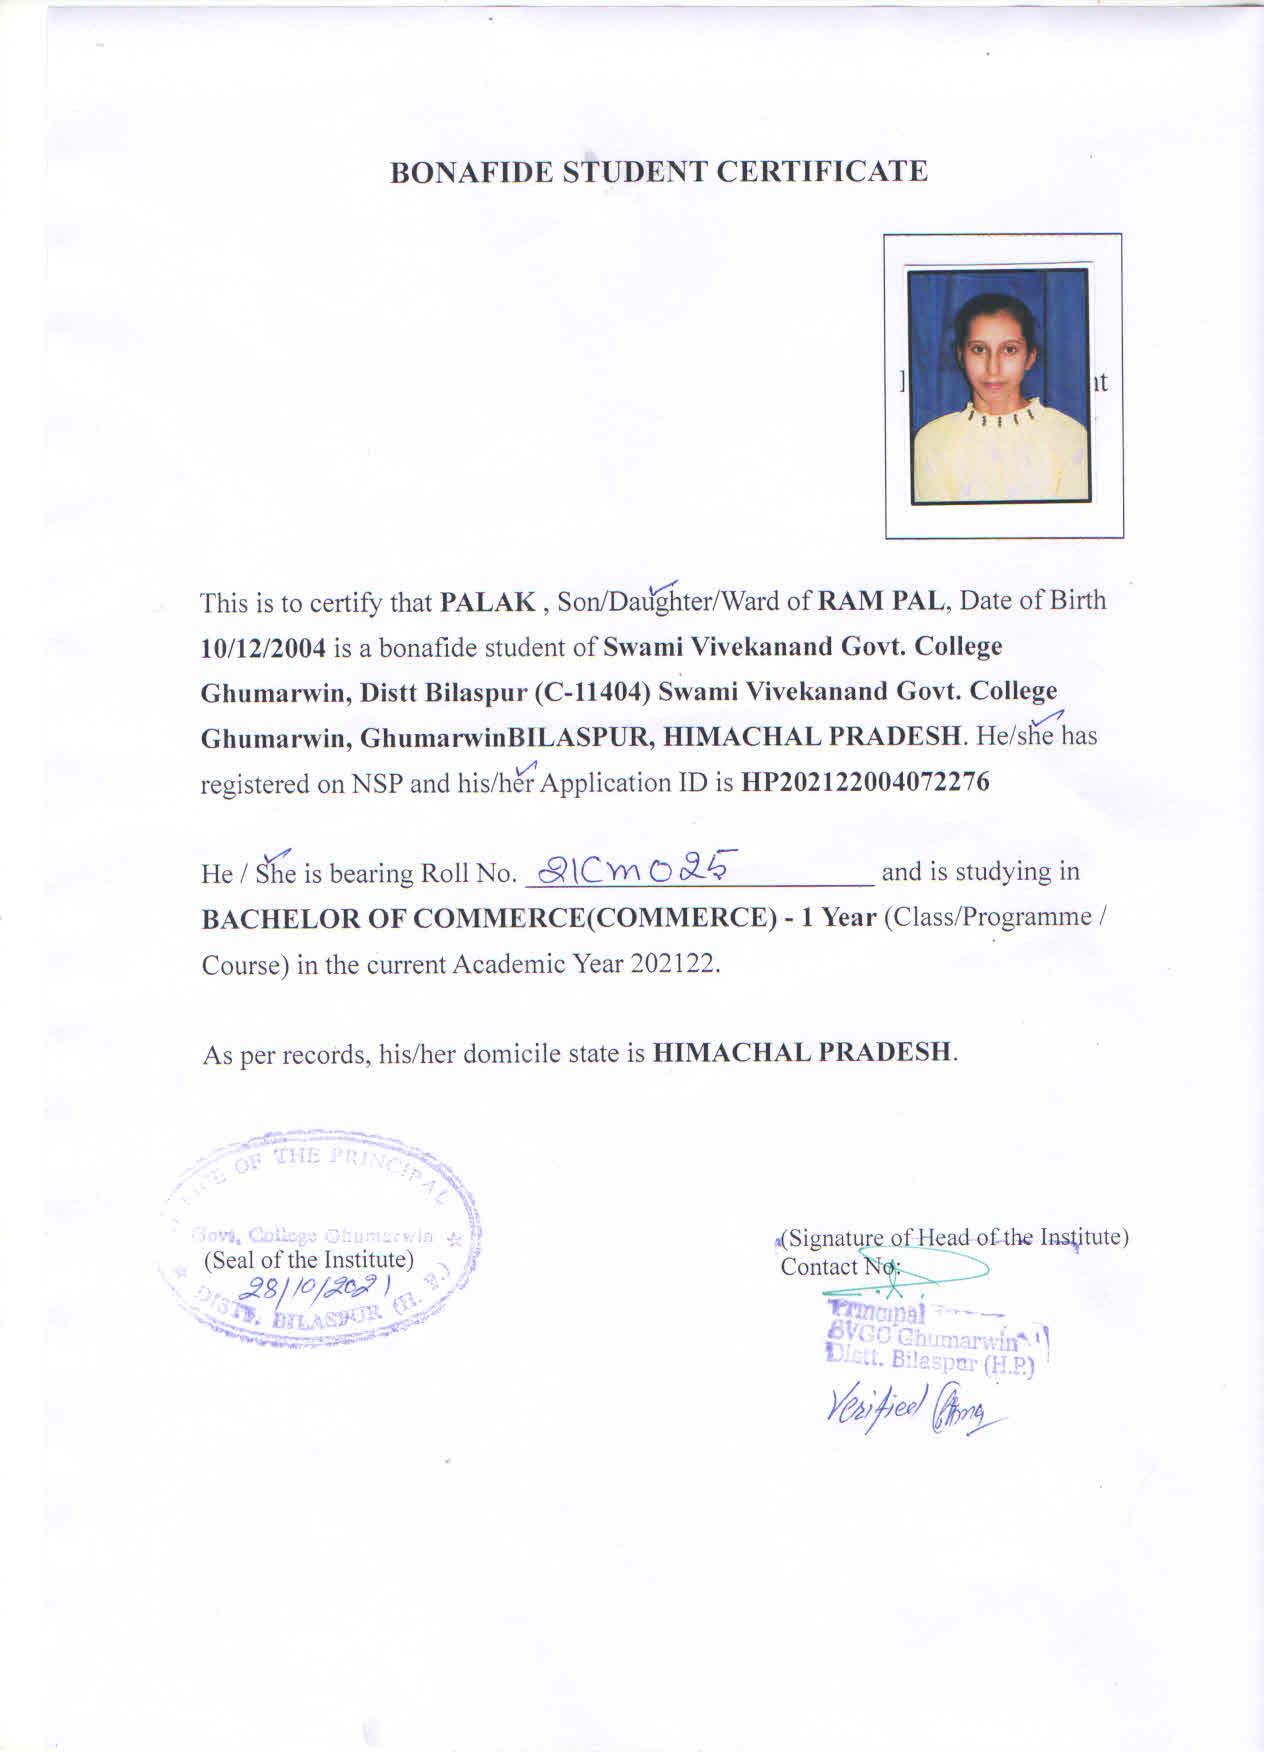 BONAFIDE STUDENT CERTIFICATE
This is to certify that PALAK , Son/Daughter/Ward of RAM PAL, Date of Birth
10/12/2004 is a bonafide student of Swami Vivekanand Govt. College
Ghumarwin, Distt Bilaspur (C-11404) Swami Vivekanand Govt. College
Ghumarwin, GhumarwinBILASPUR, HIMACHAL PRADESH. He/she has
registered on NSP and his/her Application ID is HP202122004072276
He / She is bearing Roll No. 21CM025 and is studying in
BACHELOR OF COMMERCE(COMMERCE) - 1 Year (Class/Programme /
Course) in the current Academic Year 202122.
As per records, his/her domicile state is HIMACHAL PRADESH.
OF THE PRINCIPAL
Govt. College Ghumarwin
(Seal of the Institute)
28/10/2021
DISTT. BILASPUR (H. P.)
(Signature of Head of the Institute)
Contact No:
Principal
SVGC Ghumarwin
Distt. Bilaspur (H.P.)
Verified